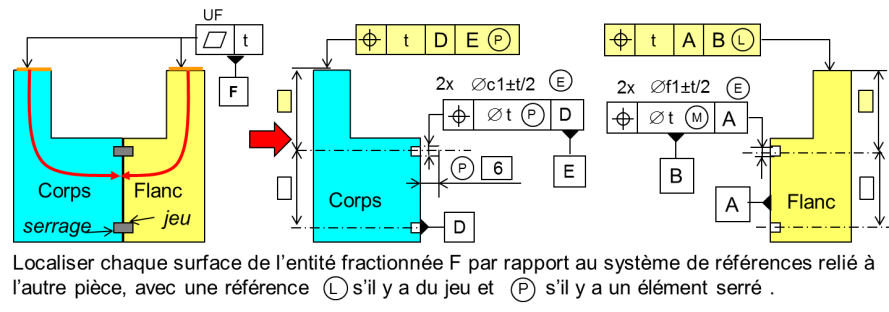 UF
⏥ t
F
Corps
Flanc
serrage
jeu
⌖ t D E Ⓟ
2x ∅c1±t/2 Ⓔ
⌖ ∅t Ⓟ D
E
Ⓟ 6
Corps
D
⌖ t A B Ⓛ
2x ∅f1±t/2 Ⓔ
⌖ ∅t Ⓜ A
B
A
Flanc
Localiser chaque surface de l'entité fractionnée F par rapport au système de références relié à
l'autre pièce, avec une référence Ⓛ s'il y a du jeu et Ⓟ s'il y a un élément serré .